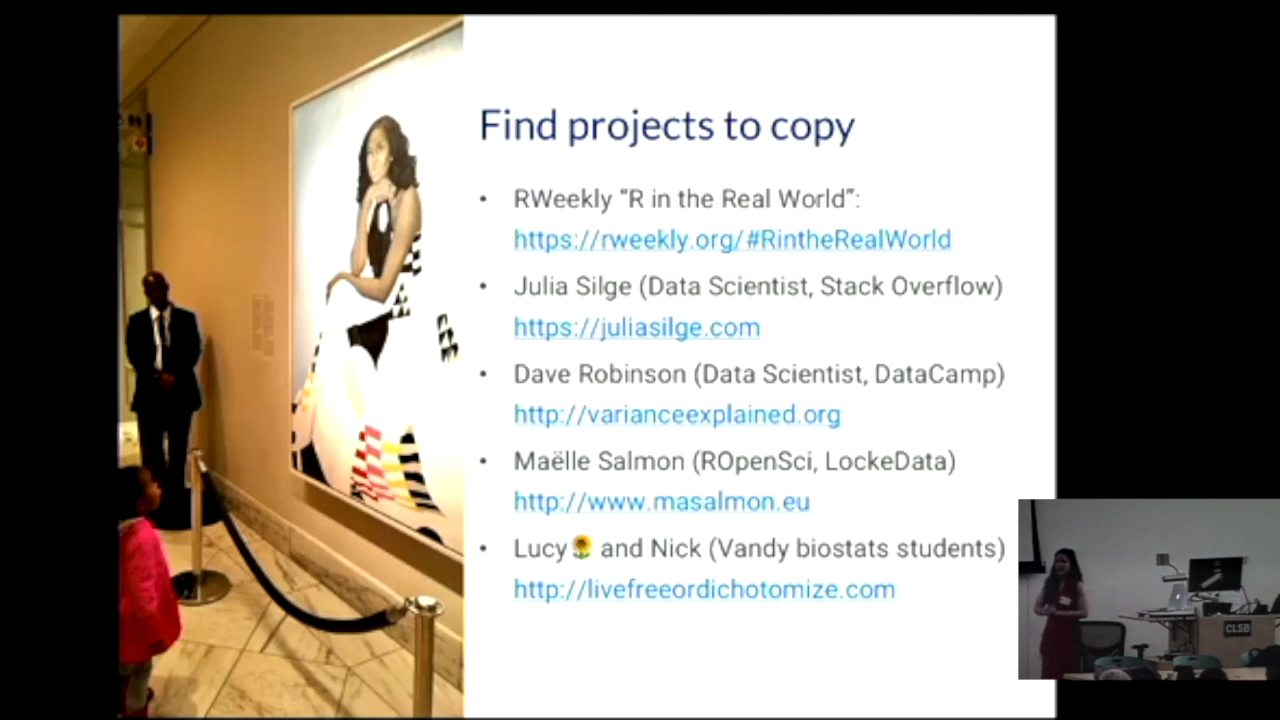 Find projects to copy
• RWeekly “R in the Real World”:
https://rweekly.org/#RintheRealWorld
• Julia Silge (Data Scientist, Stack Overflow)
https://juliasilge.com
• Dave Robinson (Data Scientist, DataCamp)
http://varianceexplained.org
• Maëlle Salmon (ROpenSci, LockeData)
http://www.masalmon.eu
• Lucy🌻 and Nick (Vandy biostats students)
http://livefreeordichotomize.com
CLSB